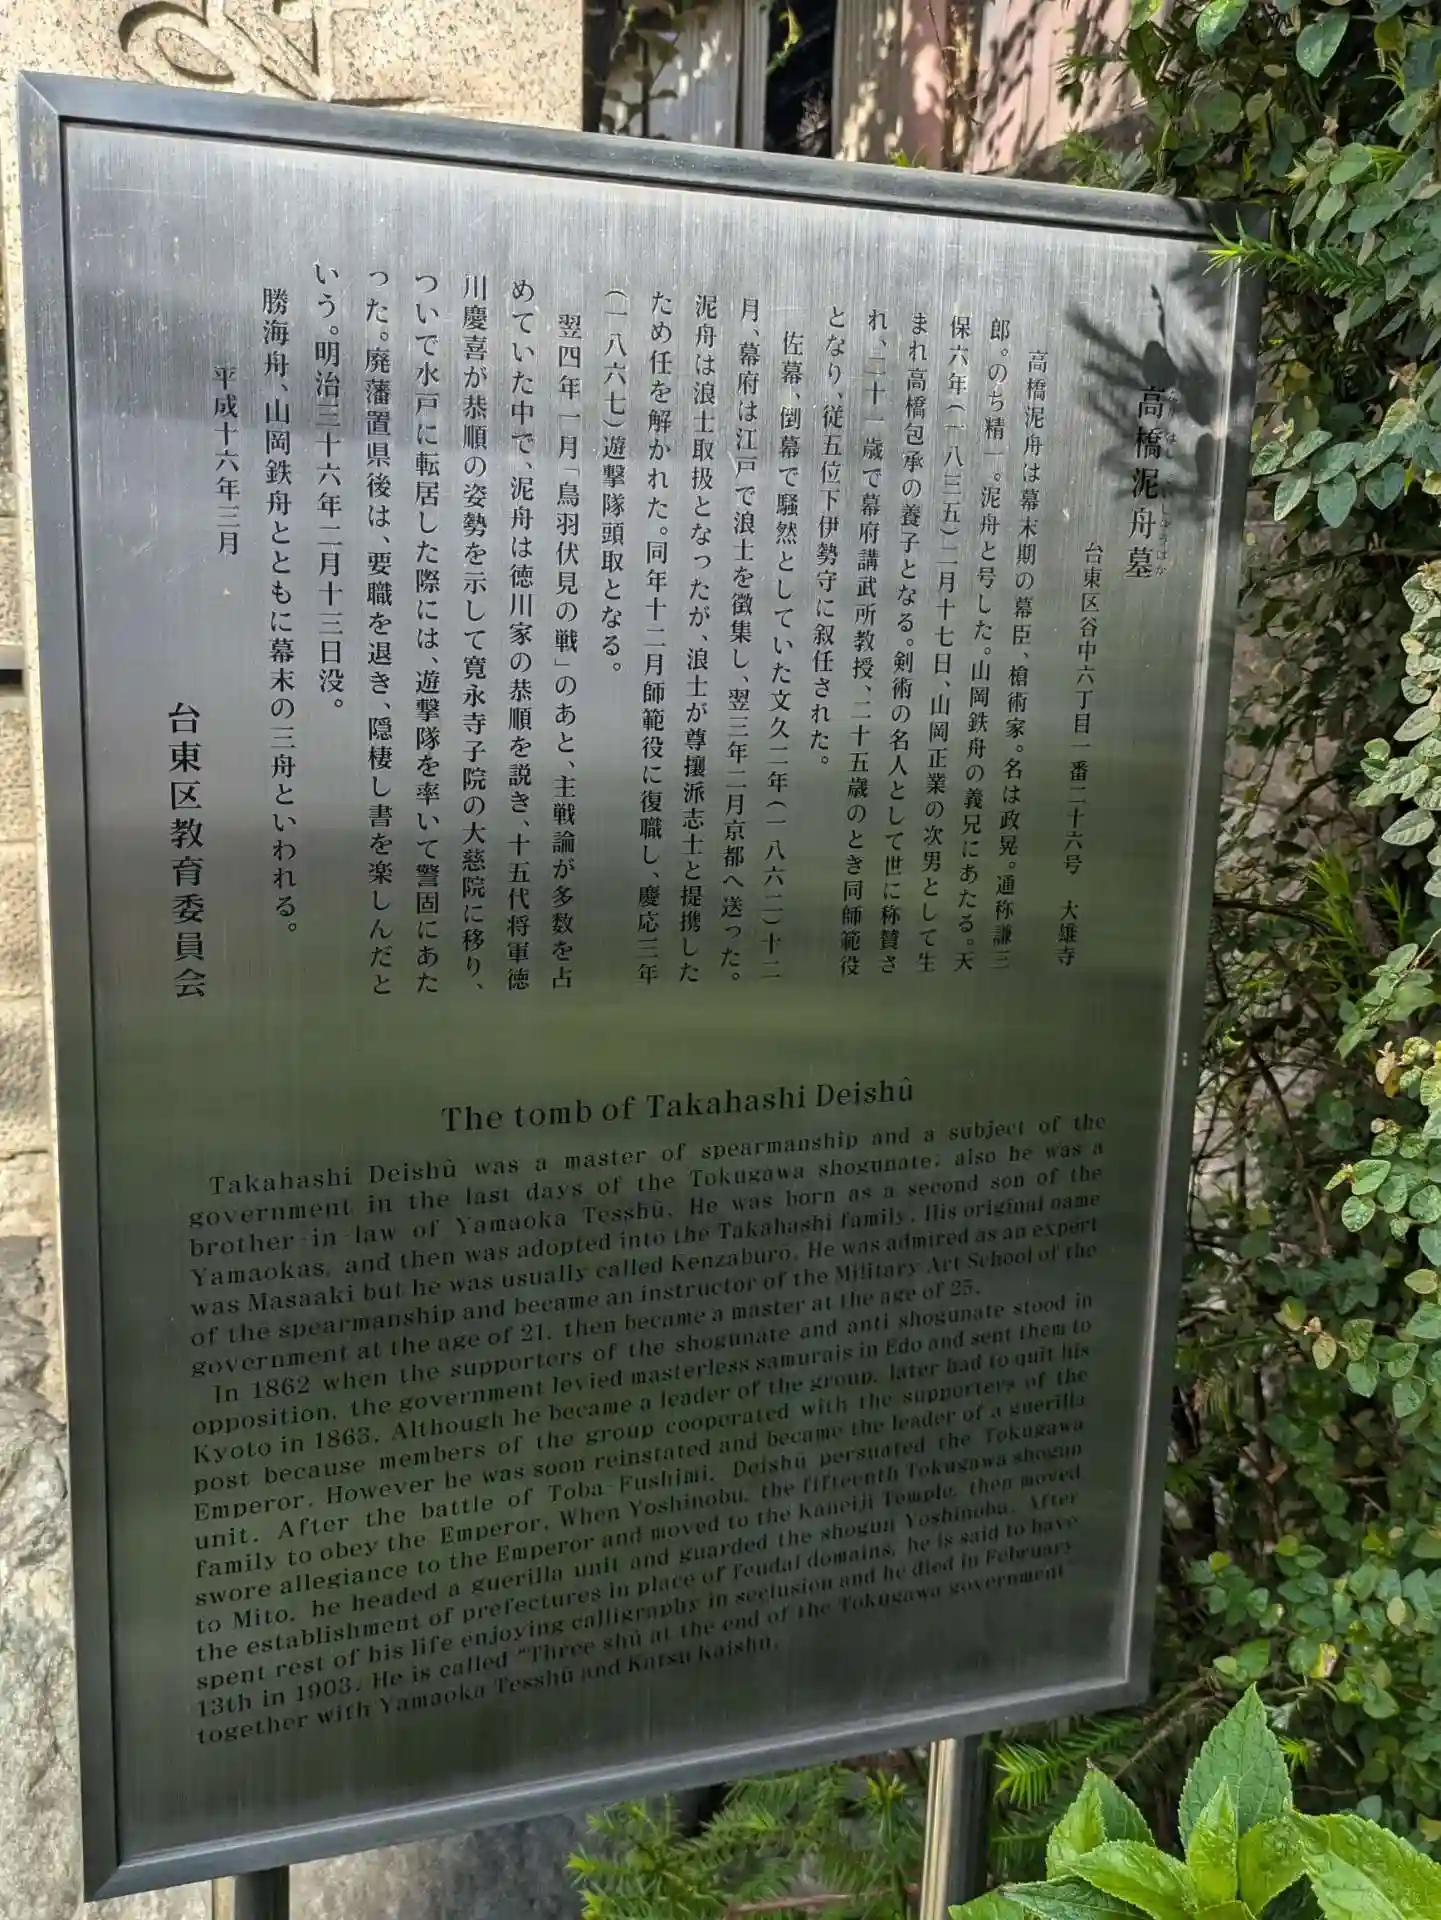 高橋泥舟墓
台東区谷中六丁目一番二十六号 大雄寺
高橋泥舟は幕末期の幕臣、槍術家。名は政晃。通称謙三
郎。のち精一。泥舟と号した。山岡鉄舟の義兄にあたる。天
保六年(一八三五)二月十七日、山岡正業の次男として生
まれ高橋包承の養子となる。剣術の名人として世に称賛さ
れ、二十一歳で幕府講武所教授、二十五歳のとき同師範役
となり、従五位下伊勢守に叙任された。
佐幕、倒幕で騒然としていた文久二年(一八六二)十二
月、幕府は江戸で浪士を徴集し、翌三年二月京都へ送った。
泥舟は浪士取扱となったが、浪士が尊攘派志士と提携した
ため任を解かれた。同年十二月師範役に復職し、慶応三年
(一八六七)遊撃隊頭取となる。
翌四年一月「鳥羽伏見の戦」のあと、主戦論が多数を占
めていた中で、泥舟は徳川家の恭順を説き、十五代将軍徳
川慶喜が恭順の姿勢を示して寛永寺子院の大慈院に移り、
ついで水戸に転居した際には、遊撃隊を率いて警固にあた
った。廃藩置県後は、要職を退き、隠棲し書を楽しんだと
いう。明治三十六年二月十三日没。
勝海舟、山岡鉄舟とともに幕末の三舟といわれる。
平成十六年三月
台東区教育委員会
The tomb of Takahashi Deishû
Takahashi Deishû was a master of spearmanship and a subject of the
government in the last days of the Tokugawa shogunate; also he was a
brother-in-law of Yamaoka Tesshû. He was born as a second son of the
Yamaokas, and then was adopted into the Takahashi family. His original name
was Masaaki but he was usually called Kenzaburo. He was admired as an expert
of the spearmanship and became an instructor of the Military Art School of the
government at the age of 21, then became a master at the age of 25.
In 1862 when the supporters of the shogunate and anti shogunate stood in
opposition, the government levied masterless samurais in Edo and sent them to
Kyoto in 1863. Although he became a leader of the group, later had to quit his
post because members of the group cooperated with the supporters of the
Emperor. However he was soon reinstated and became the leader of a guerilla
unit. After the battle of Toba-Fushimi, Deishû persuated the Tokugawa
family to obey the Emperor. When Yoshinobu, the fifteenth Tokugawa shogun
swore allegiance to the Emperor and moved to the Kaneiji Temple, then moved
to Mito, he headed a guerilla unit and guarded the shogun Yoshinobu. After
the establishment of prefectures in place of feudal domains, he is said to have
spent rest of his life enjoying calligraphy in seclusion and he died in February
13th in 1903. He is called "Three shû at the end of the Tokugawa government"
together with Yamaoka Tesshû and Katsu Kaishû.